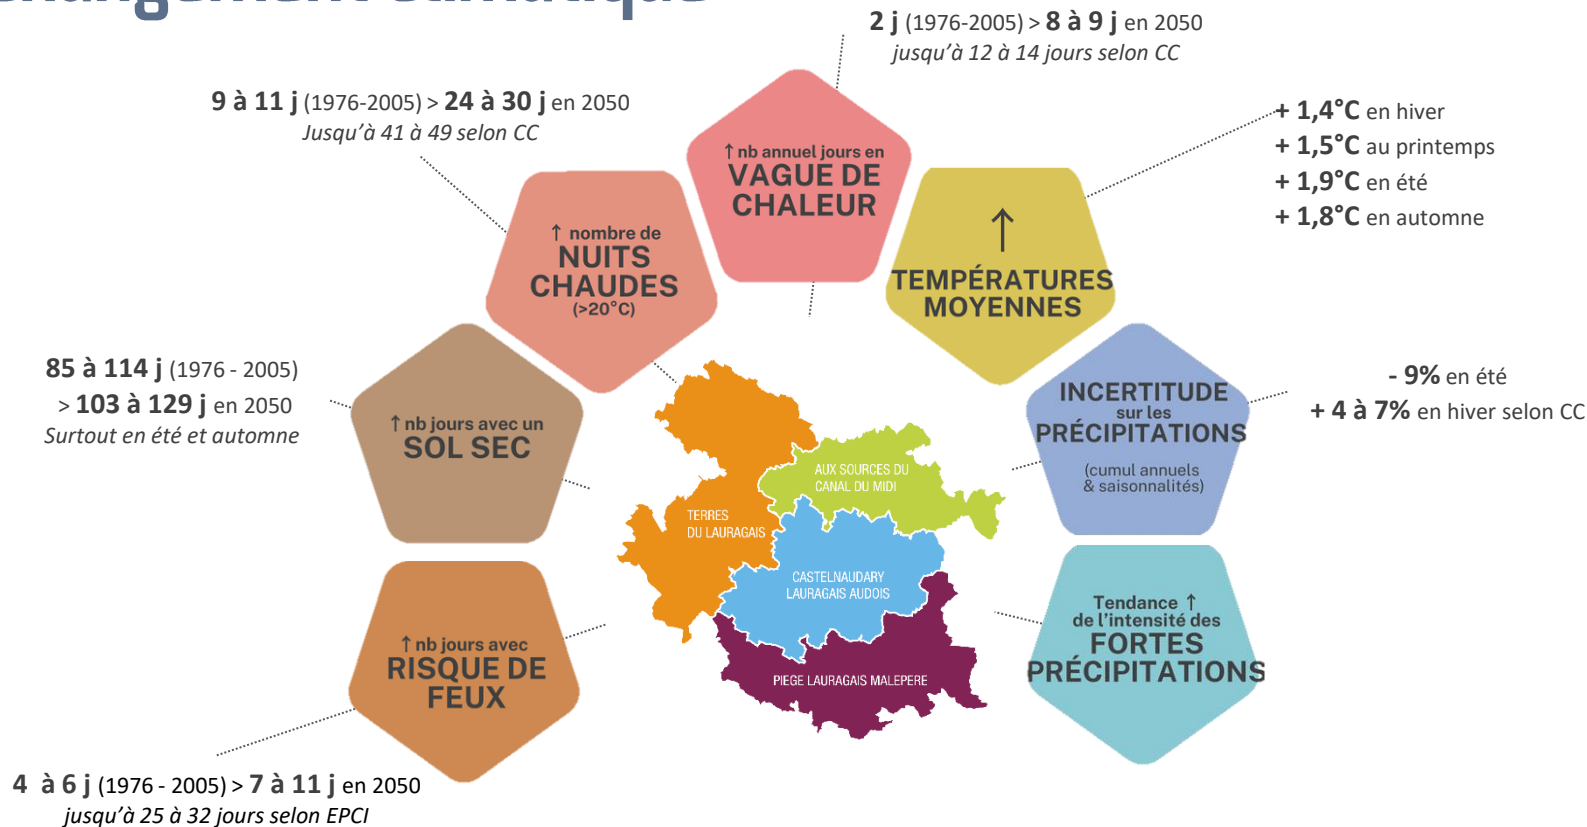 changement climatique
2 j (1976-2005) > 8 à 9 j en 2050
jusqu'à 12 à 14 jours selon CC
9 à 11 j (1976-2005) > 24 à 30 j en 2050
Jusqu'à 41 à 49 selon CC
+ 1,4°C en hiver
+ 1,5°C au printemps
+ 1,9°C en été
+ 1,8°C en automne
↑ nb annuel jours en
VAGUE DE
CHALEUR
↑ nombre de
NUITS
CHAUDES
(>20°C)
↑
TEMPÉRATURES
MOYENNES
85 à 114 j (1976 - 2005)
> 103 à 129 j en 2050
Surtout en été et automne
↑ nb jours avec un
SOL SEC
INCERTITUDE
sur les
PRÉCIPITATIONS
(cumul annuels
& saisonnalités)
- 9% en été
+ 4 à 7% en hiver selon CC
AUX SOURCES DU
CANAL DU MIDI
TERRES
DU LAURAGAIS
CASTELNAUDARY
LAURAGAIS AUDOIS
PIEGE LAURAGAIS MALEPERE
↑ nb jours avec
RISQUE DE
FEUX
Tendance ↑
de l'intensité des
FORTES
PRÉCIPITATIONS
4 à 6 j (1976 - 2005) > 7 à 11 j en 2050
jusqu'à 25 à 32 jours selon EPCI